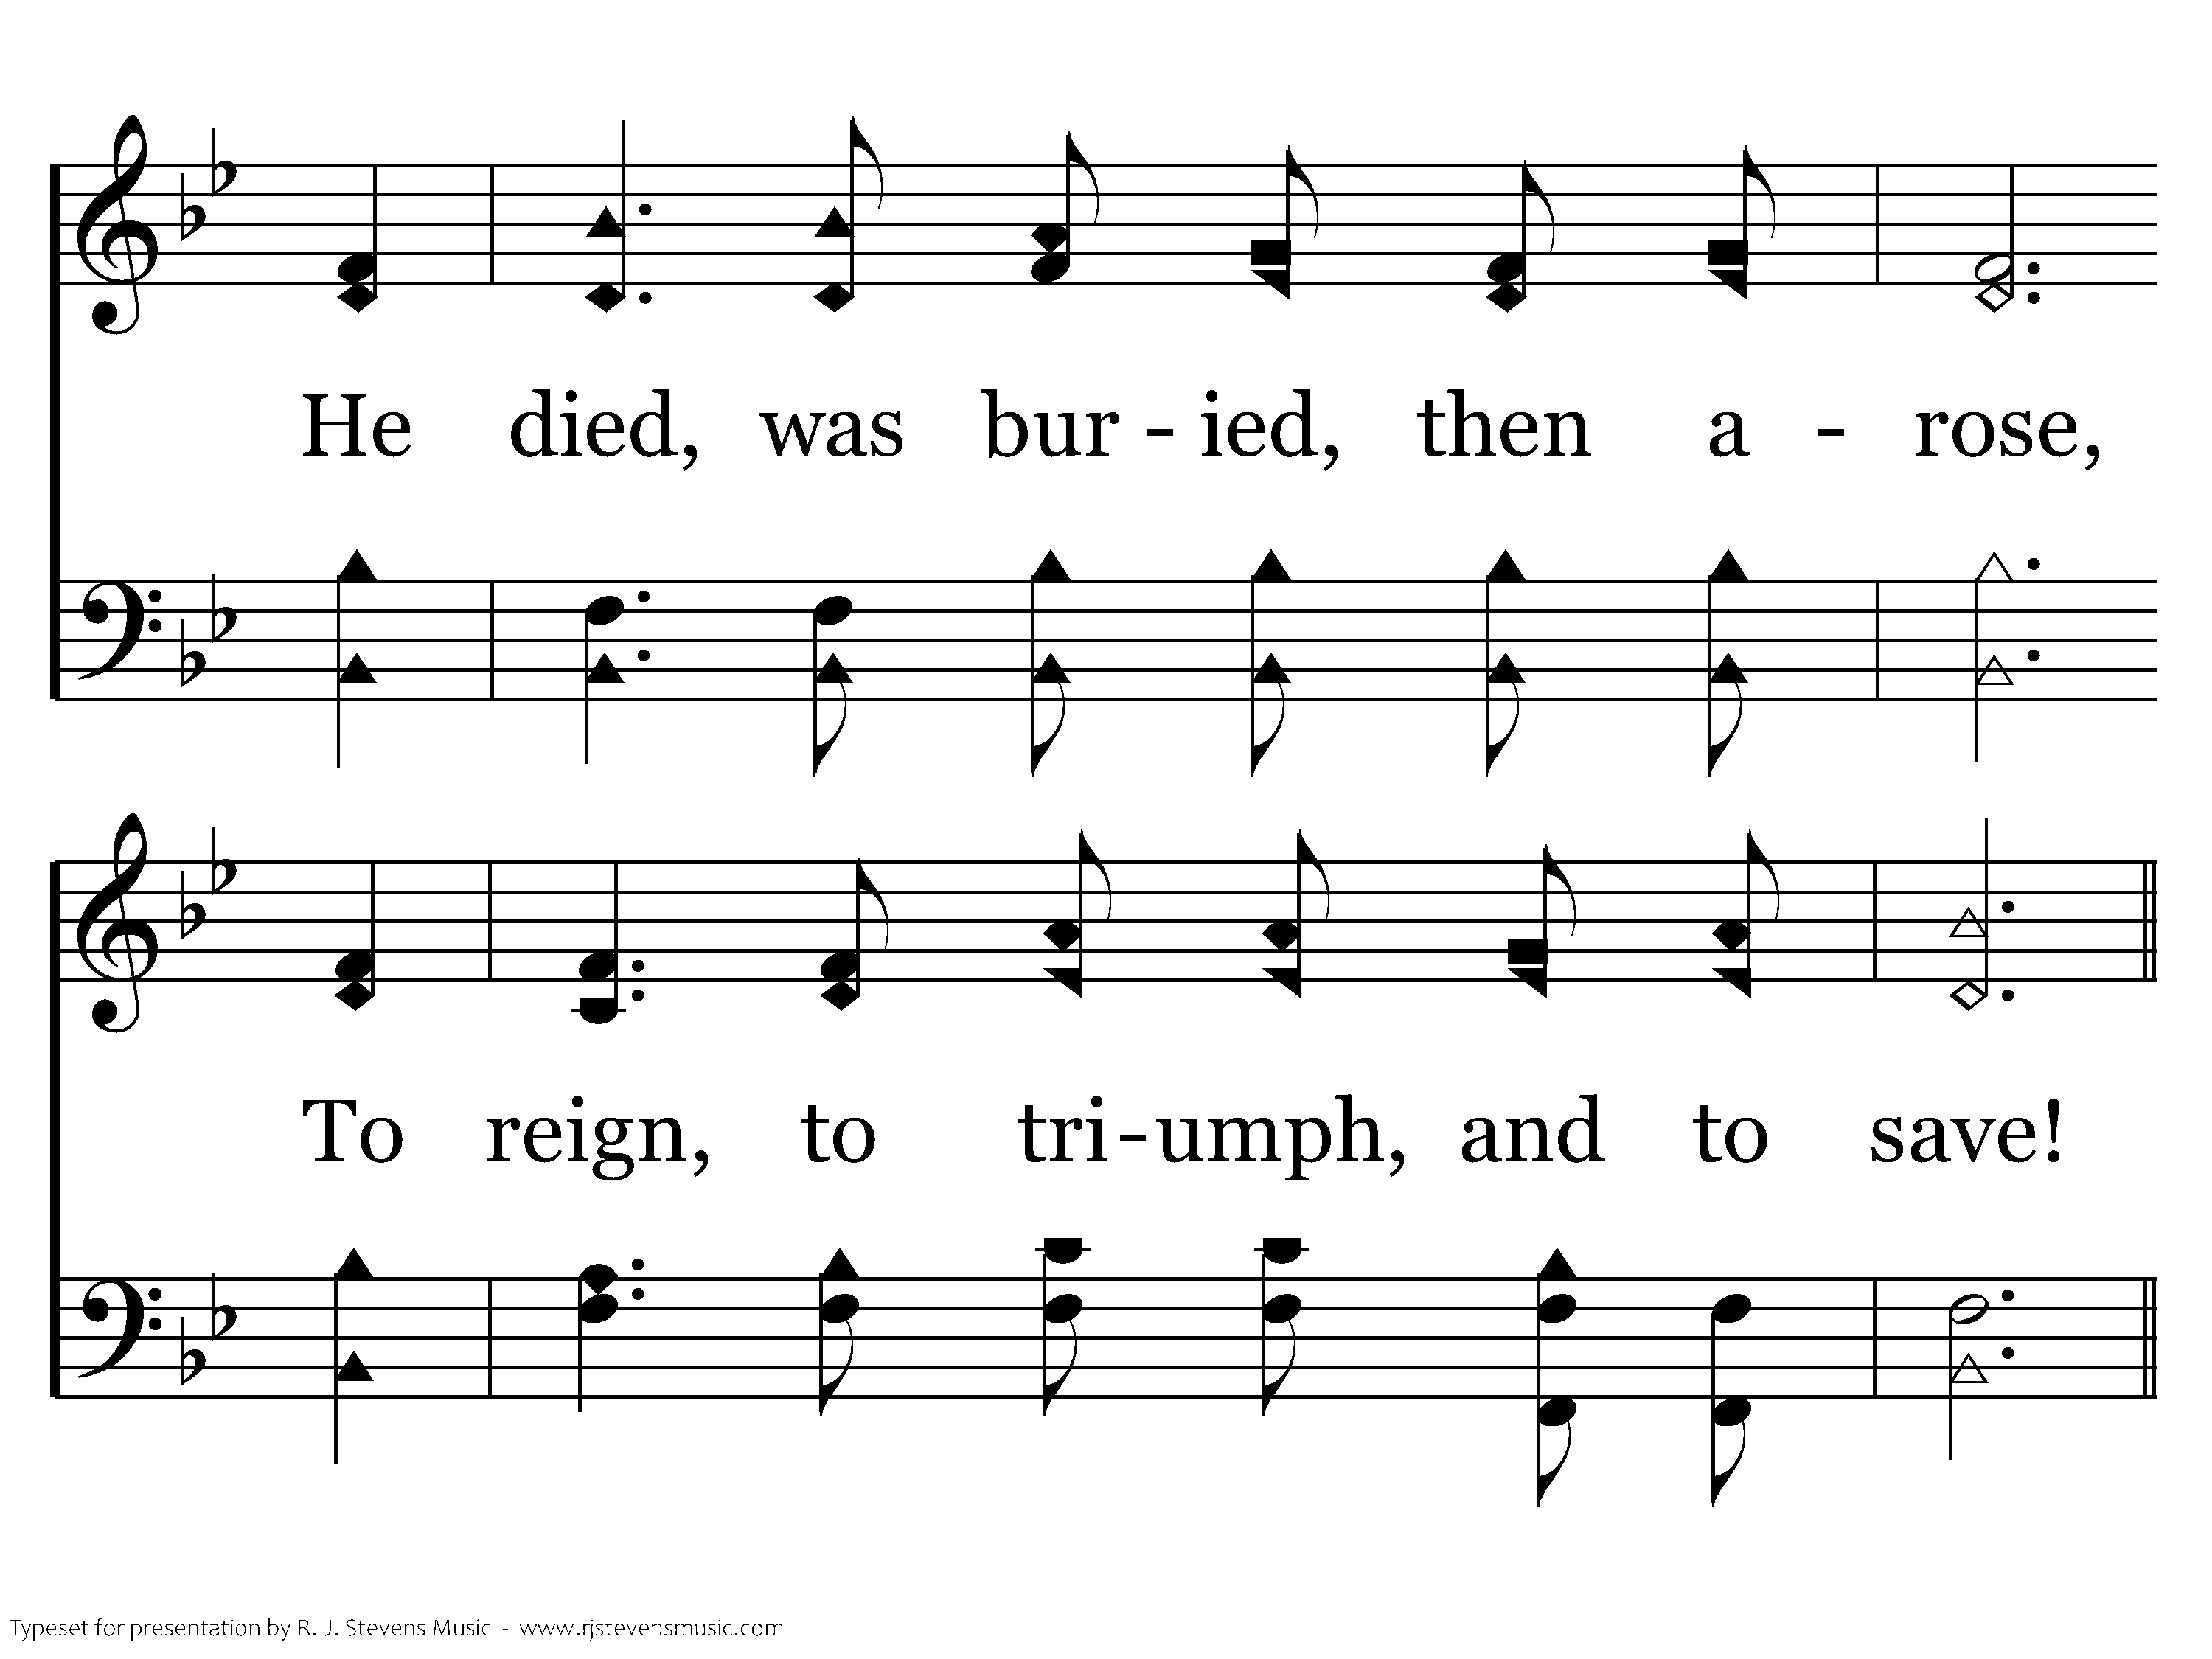 He died, was bur - ied, then a - rose,
To reign, to tri - umph, and to save!
Typeset for presentation by R. J. Stevens Music - www.rjstevensmusic.com